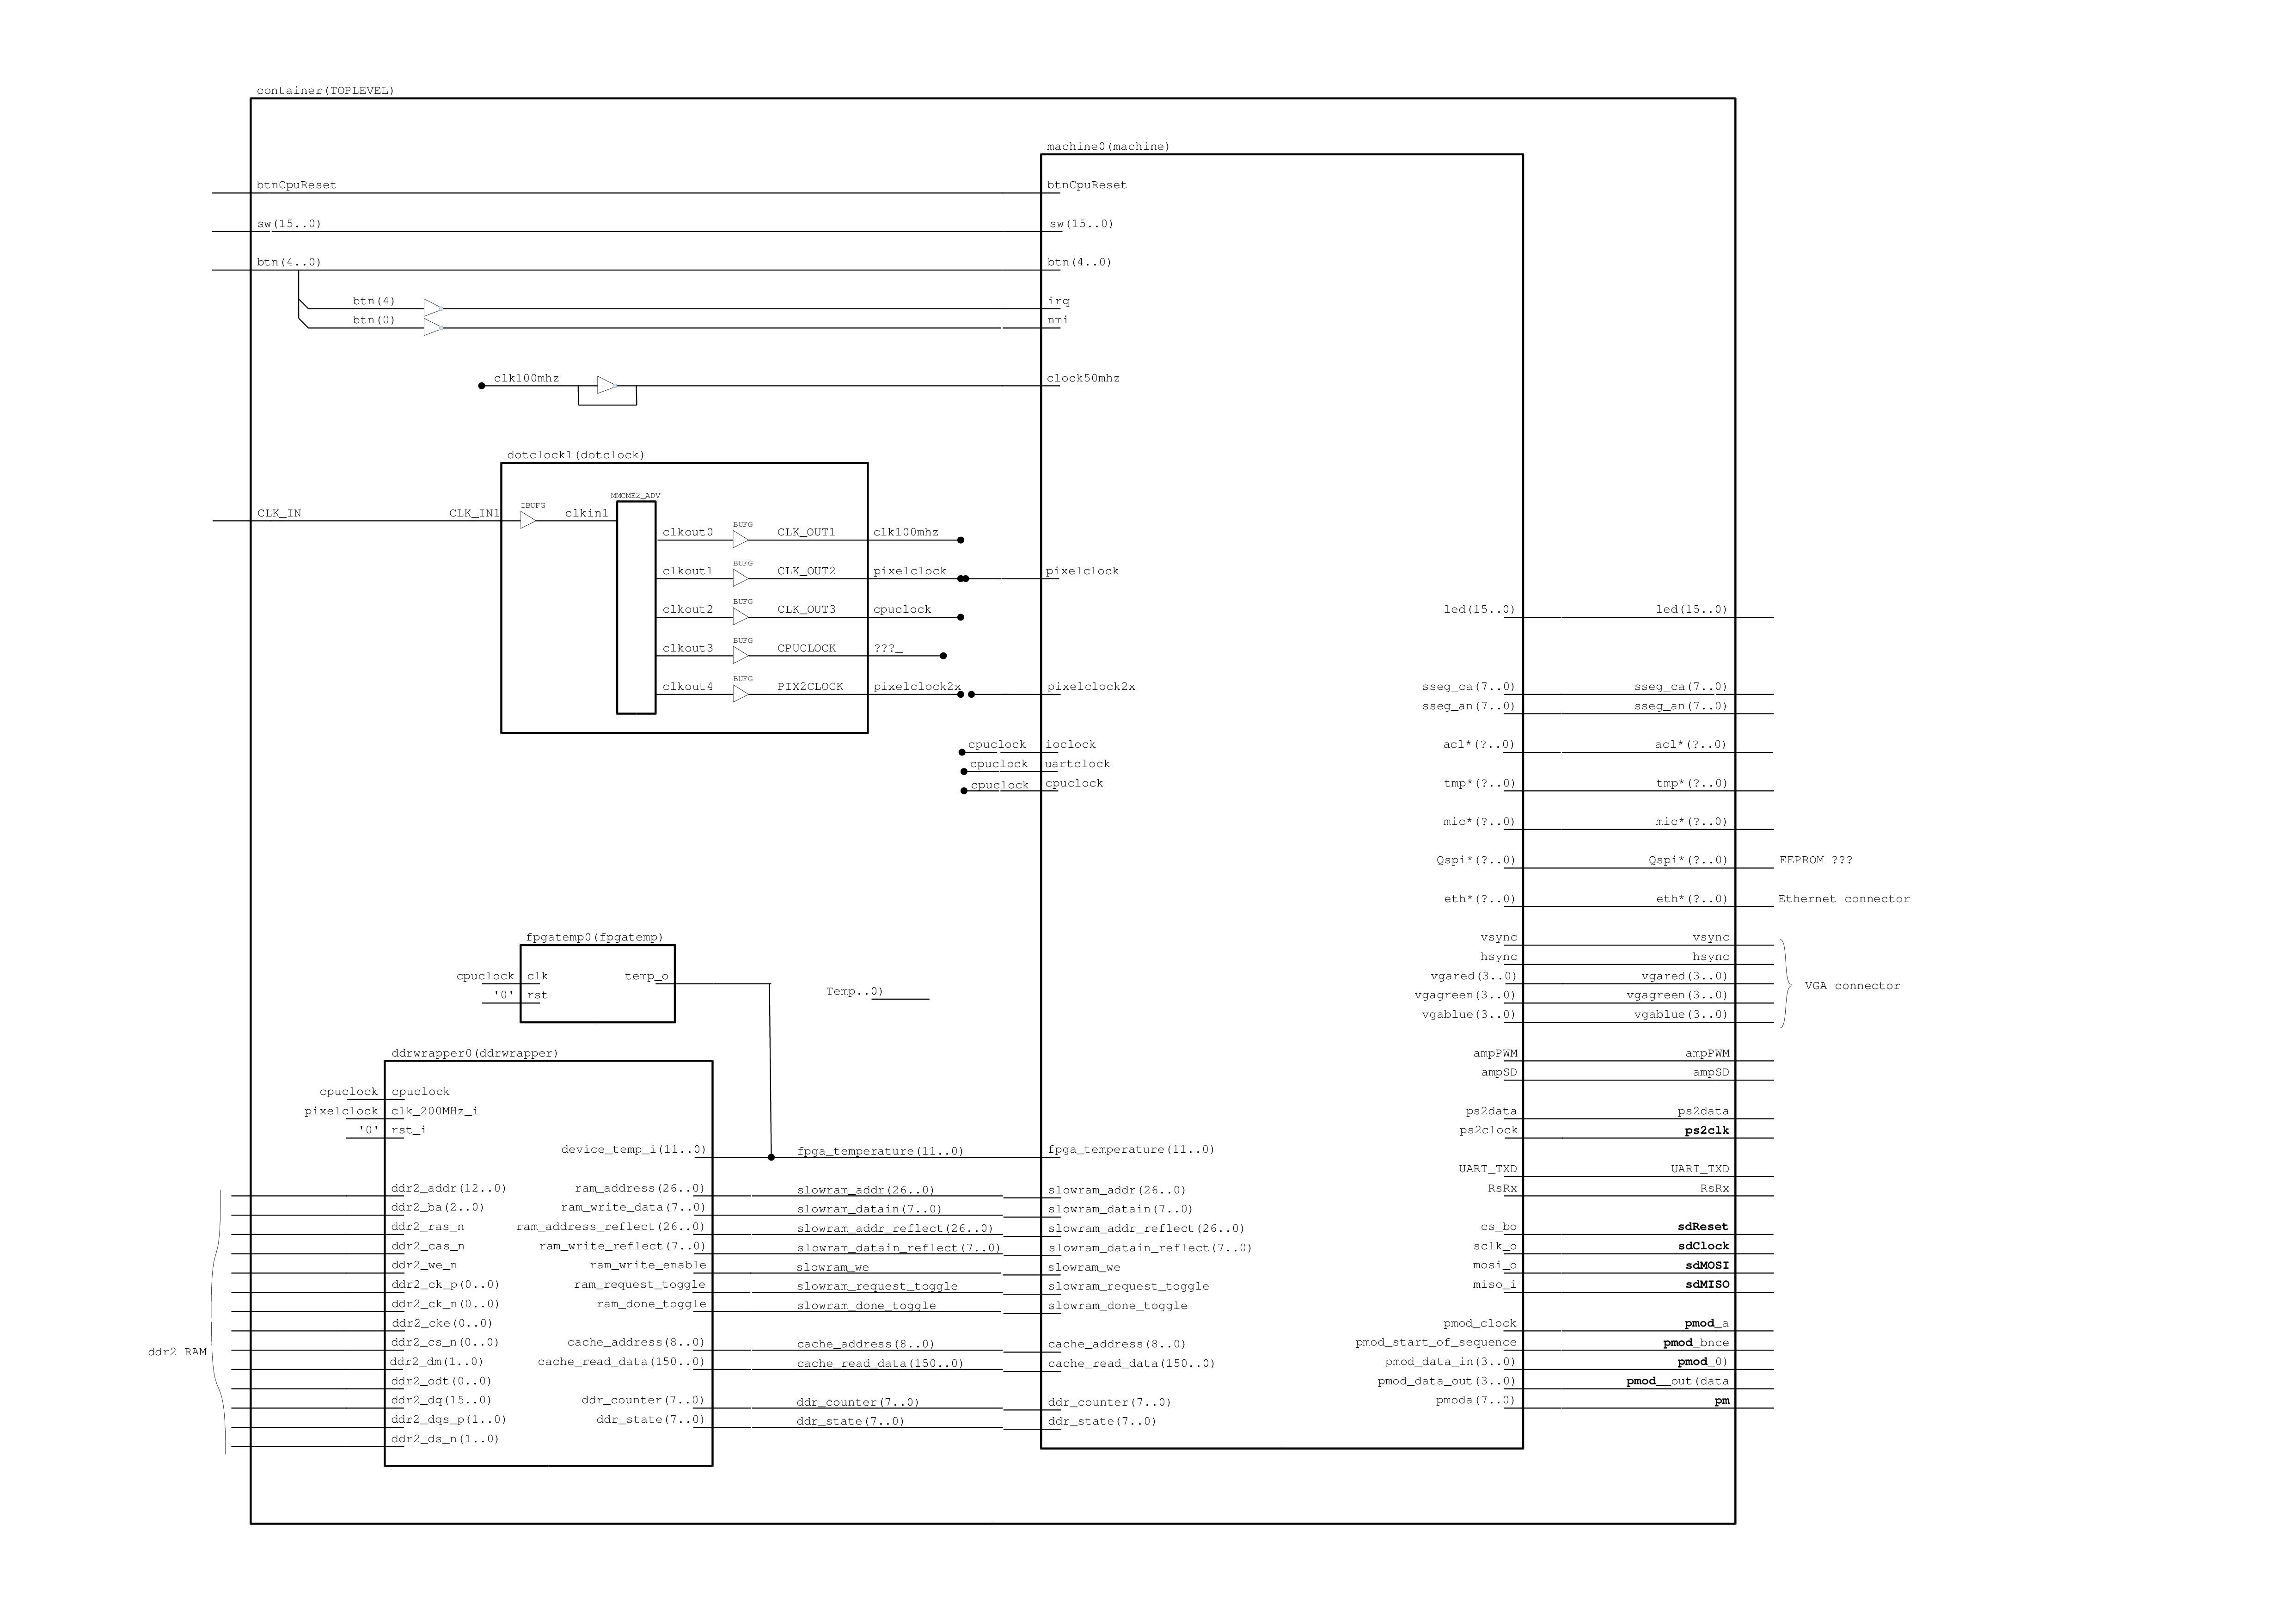 container(TOPLEVEL)
machine0(machine)
btnCpuReset btnCpuReset
sw(15..0) sw(15..0)
btn(4..0) btn(4..0)
btn(4) irq
btn(0) nmi
clk100mhz clock50mhz
dotclock1(dotclock)
MMCME2_ADV
IBUFG
CLK_IN CLK_IN1 clkin1
BUFG
clkout0 CLK_OUT1 clk100mhz
BUFG
clkout1 CLK_OUT2 pixelclock pixelclock
BUFG
clkout2 CLK_OUT3 cpuclock
BUFG
clkout3 CPUCLOCK ???_
BUFG
clkout4 PIX2CLOCK pixelclock2x pixelclock2x
cpuclock ioclock
cpuclock uartclock
cpuclock cpuclock
led(15..0) led(15..0)
sseg_ca(7..0) sseg_ca(7..0)
sseg_an(7..0) sseg_an(7..0)
acl*(?..0) acl*(?..0)
tmp*(?..0) tmp*(?..0)
mic*(?..0) mic*(?..0)
Qspi*(?..0) Qspi*(?..0) EEPROM ???
eth*(?..0) eth*(?..0) Ethernet connector
vsync vsync
hsync hsync
vgared(3..0) vgared(3..0)
VGA connector
vgagreen(3..0) vgagreen(3..0)
vgablue(3..0) vgablue(3..0)
ampPWM ampPWM
ampSD ampSD
ps2data ps2data
ps2clock ps2clk
UART_TXD UART_TXD
RsRx RsRx
cs_bo sdReset
sclk_o sdClock
mosi_o sdMOSI
miso_i sdMISO
pmod_clock pmod_a
pmod_start_of_sequence pmod_bnce
pmod_data_in(3..0) pmod_0)
pmod_data_out(3..0) pmod__out(data
pmoda(7..0) pm
fpgatemp0(fpgatemp)
cpuclock clk temp_o
'0' rst
Temp..0)
ddrwrapper0(ddrwrapper)
cpuclock cpuclock
pixelclock clk_200MHz_i
'0' rst_i
device_temp_i(11..0) fpga_temperature(11..0) fpga_temperature(11..0)
ddr2_addr(12..0) ram_address(26..0) slowram_addr(26..0) slowram_addr(26..0)
ddr2_ba(2..0) ram_write_data(7..0) slowram_datain(7..0) slowram_datain(7..0)
ddr2_ras_n ram_address_reflect(26..0) slowram_addr_reflect(26..0) slowram_addr_reflect(26..0)
ddr2_cas_n ram_write_reflect(7..0) slowram_datain_reflect(7..0) slowram_datain_reflect(7..0)
ddr2_we_n ram_write_enable slowram_we slowram_we
ddr2_ck_p(0..0) ram_request_toggle slowram_request_toggle slowram_request_toggle
ddr2_ck_n(0..0) ram_done_toggle slowram_done_toggle slowram_done_toggle
ddr2_cke(0..0)
ddr2_cs_n(0..0) cache_address(8..0) cache_address(8..0) cache_address(8..0)
ddr2 RAM
ddr2_dm(1..0) cache_read_data(150..0) cache_read_data(150..0) cache_read_data(150..0)
ddr2_odt(0..0)
ddr2_dq(15..0) ddr_counter(7..0) ddr_counter(7..0) ddr_counter(7..0)
ddr2_dqs_p(1..0) ddr_state(7..0) ddr_state(7..0) ddr_state(7..0)
ddr2_ds_n(1..0)